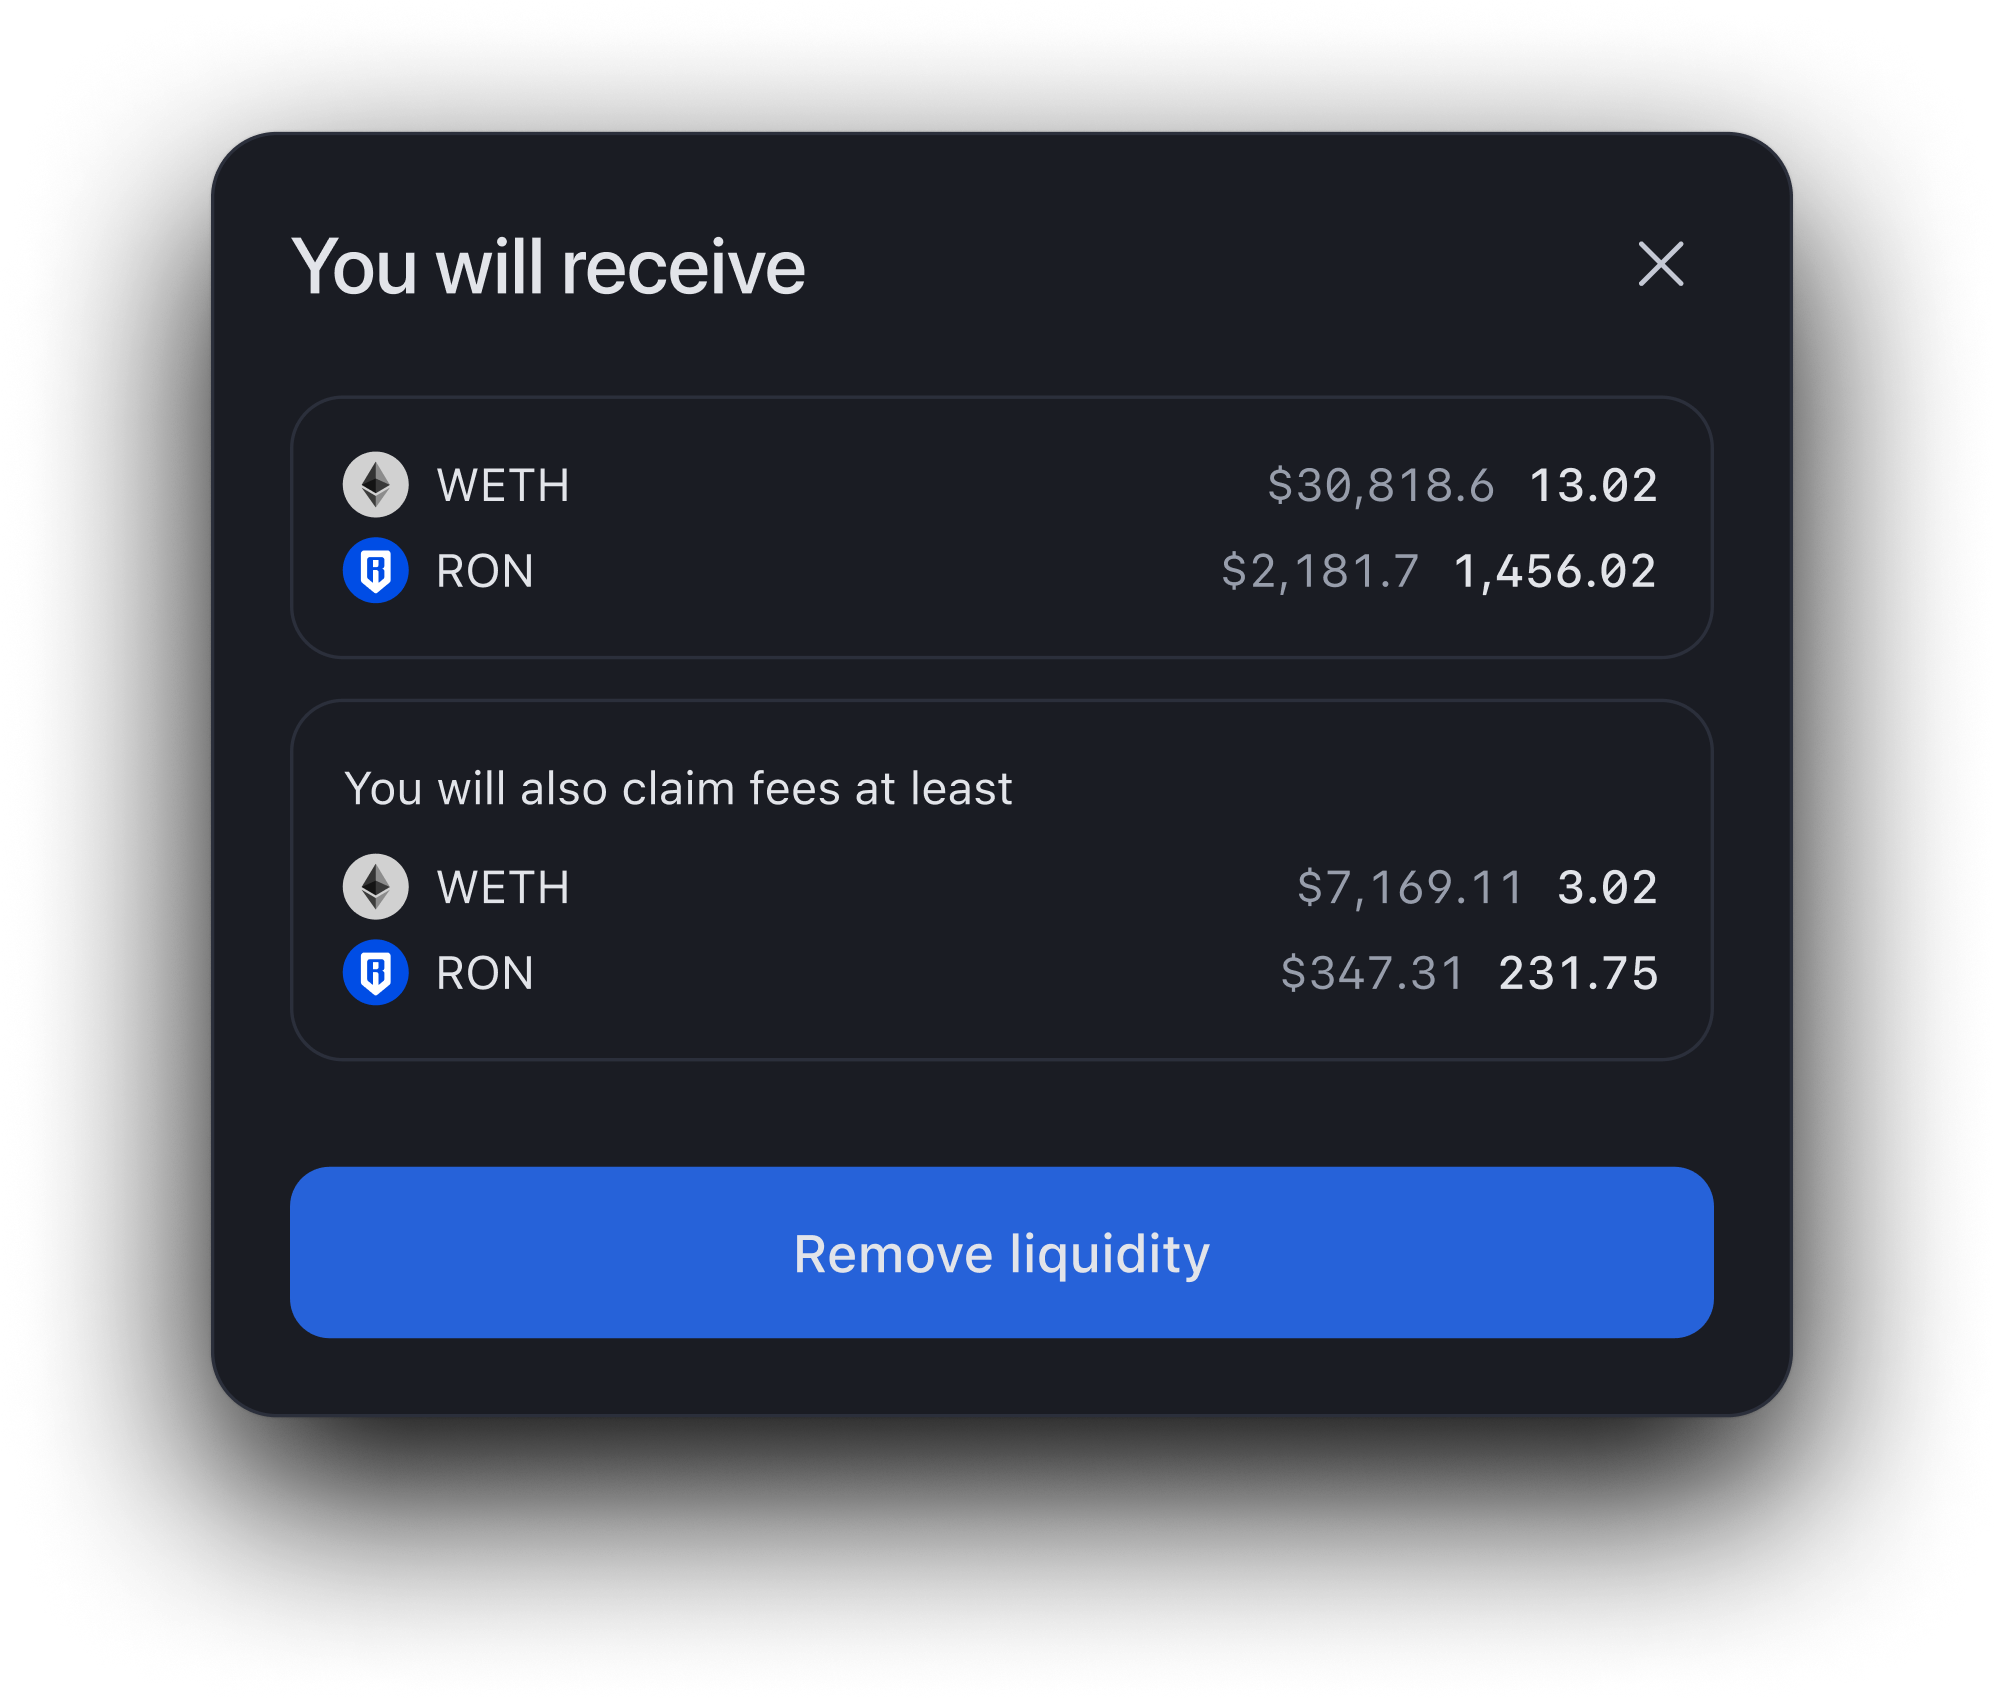 You will receive
WETH $30,818.6 13.02
RON $2,181.7 1,456.02
You will also claim fees at least
WETH $7,169.11 3.02
RON $347.31 231.75
Remove liquidity